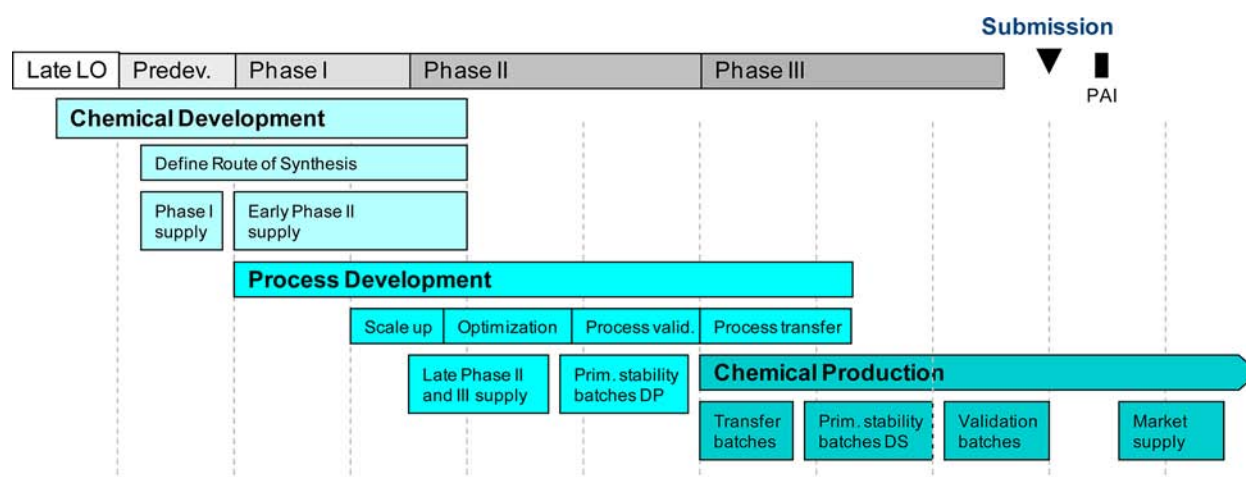 Submission
Late LO
Predev.
Phase I
Phase II
Phase III
PAI
Chemical Development
Define Route of Synthesis
Phase I
supply
Early Phase II
supply
Process Development
Scale up
Optimization
Process valid.
Process transfer
Late Phase II
and III supply
Prim. stability
batches DP
Chemical Production
Transfer
batches
Prim. stability
batches DS
Validation
batches
Market
supply